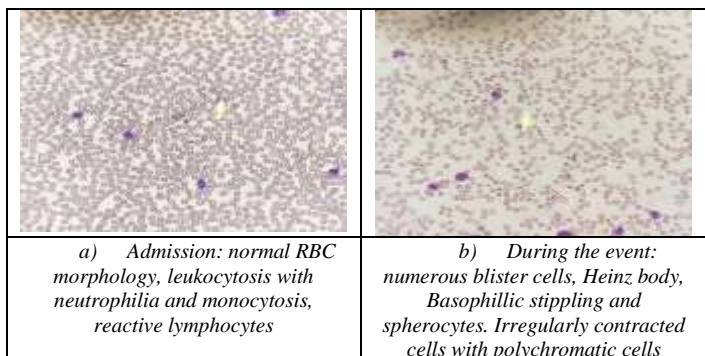 a) Admission: normal RBC
morphology, leukocytosis with
neutrophilia and monocytosis,
reactive lymphocytes
b) During the event:
numerous blister cells, Heinz body,
Basophillic stippling and
spherocytes. Irregularly contracted
cells with polychromatic cells